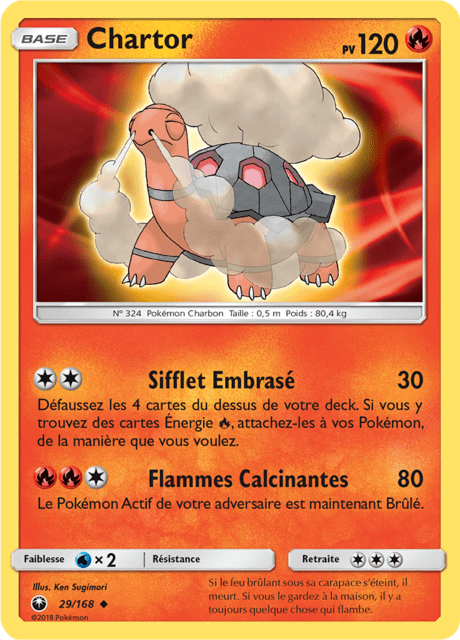 BASE Chartor PV120
N° 324 Pokémon Charbon Taille : 0,5 m Poids : 80,4 kg
Sifflet Embrasé 30
Défaussez les 4 cartes du dessus de votre deck. Si vous y
trouvez des cartes Énergie , attachez-les à vos Pokémon,
de la manière que vous voulez.
Flammes Calcinantes 80
Le Pokémon Actif de votre adversaire est maintenant Brûlé.
Faiblesse ×2 Résistance Retraite
Illus. Ken Sugimori
29/168
©2018 Pokémon
Si le feu brûlant sous sa carapace s'éteint, il
meurt. Si vous le gardez à la maison, il y a
toujours quelque chose qui flambe.